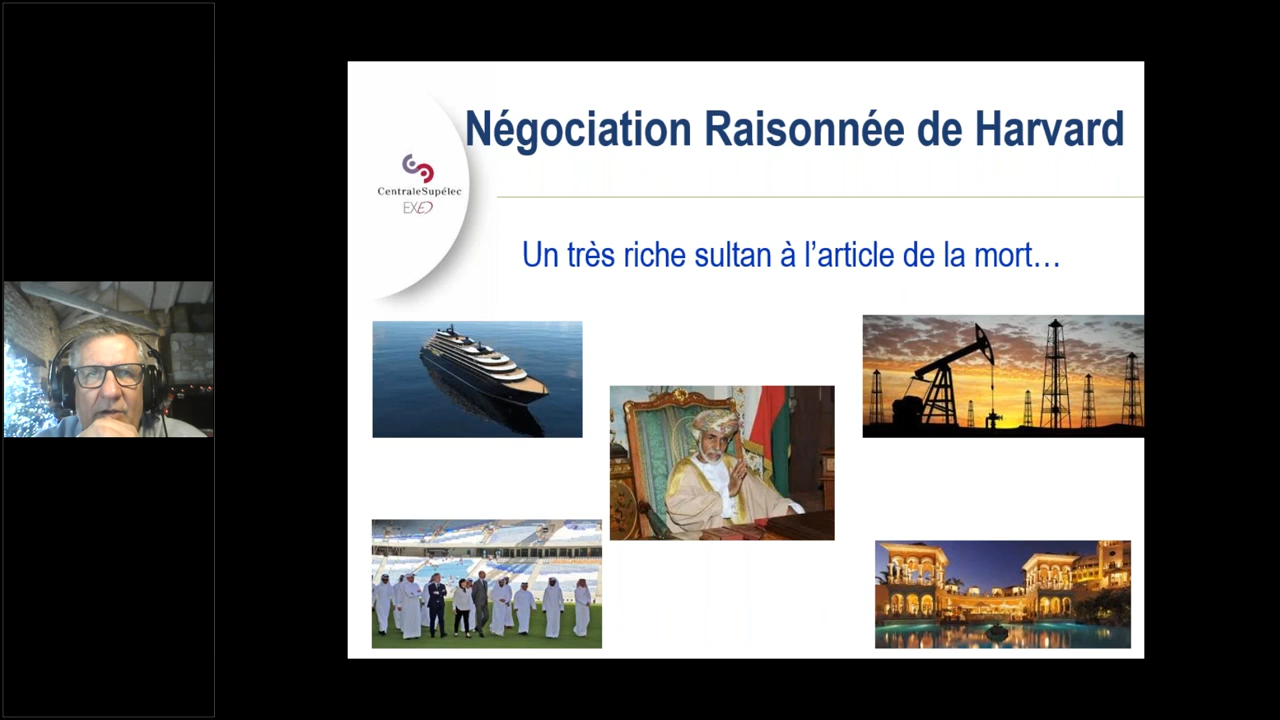 Négociation Raisonnée de Harvard
CentraleSupélec
EXED
Un très riche sultan à l’article de la mort…